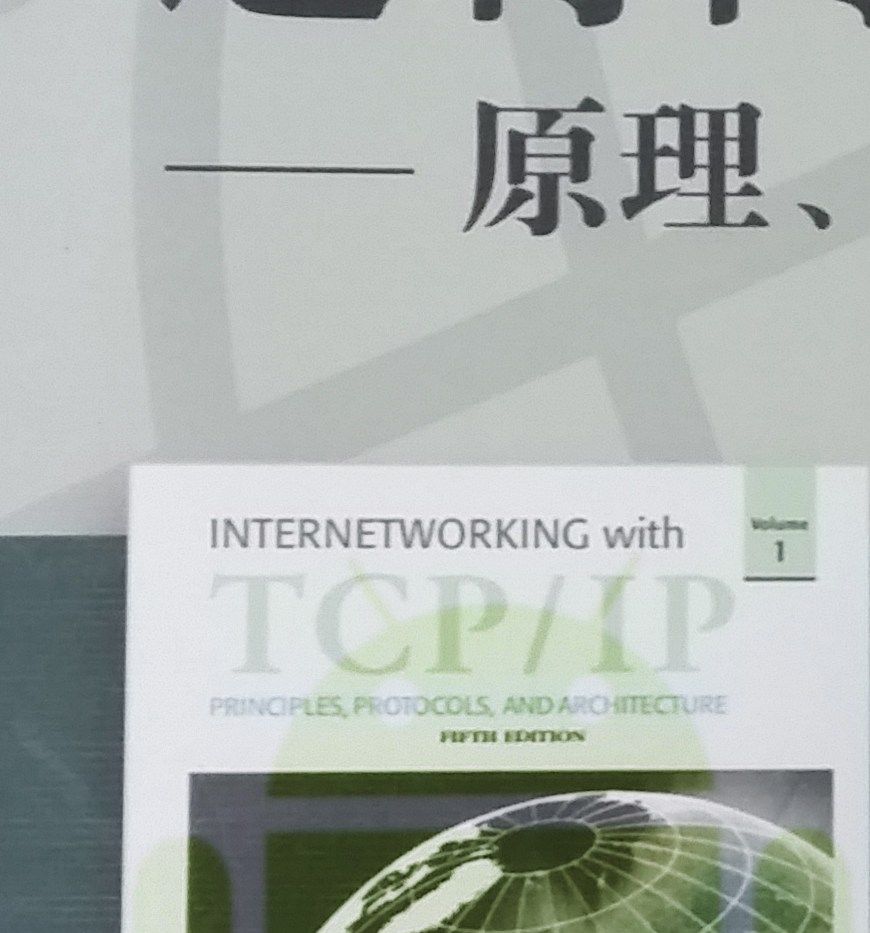 ——原理、
INTERNETWORKING with
Volume
1
TCP/IP
PRINCIPLES, PROTOCOLS, AND ARCHITECTURE
FIFTH EDITION